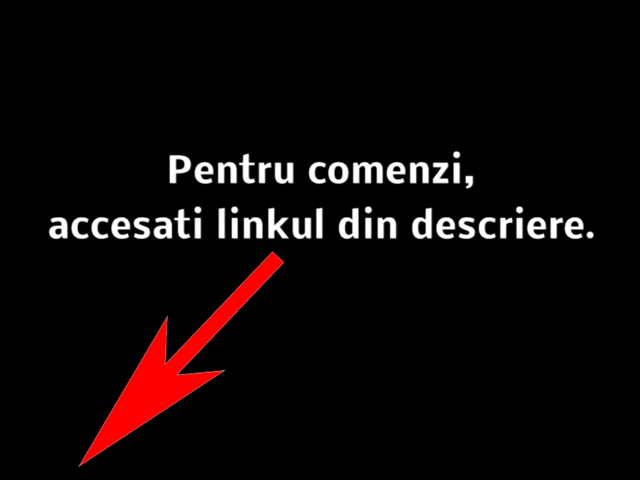 Pentru comenzi,
accesati linkul din descriere.